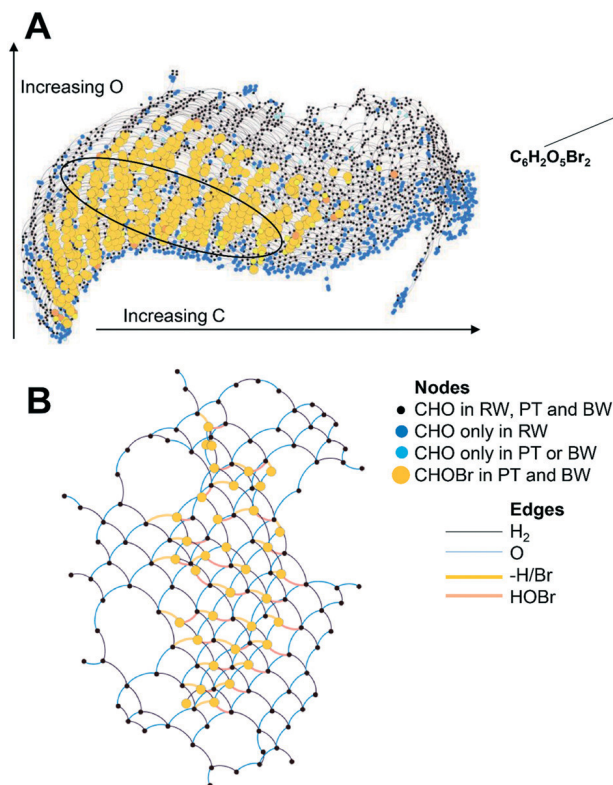 A
Increasing O
C₆H₂O₅Br₂
Increasing C
B
Nodes
CHO in RW, PT and BW
CHO only in RW
CHO only in PT or BW
CHOBr in PT and BW
Edges
H₂
O
-H/Br
HOBr